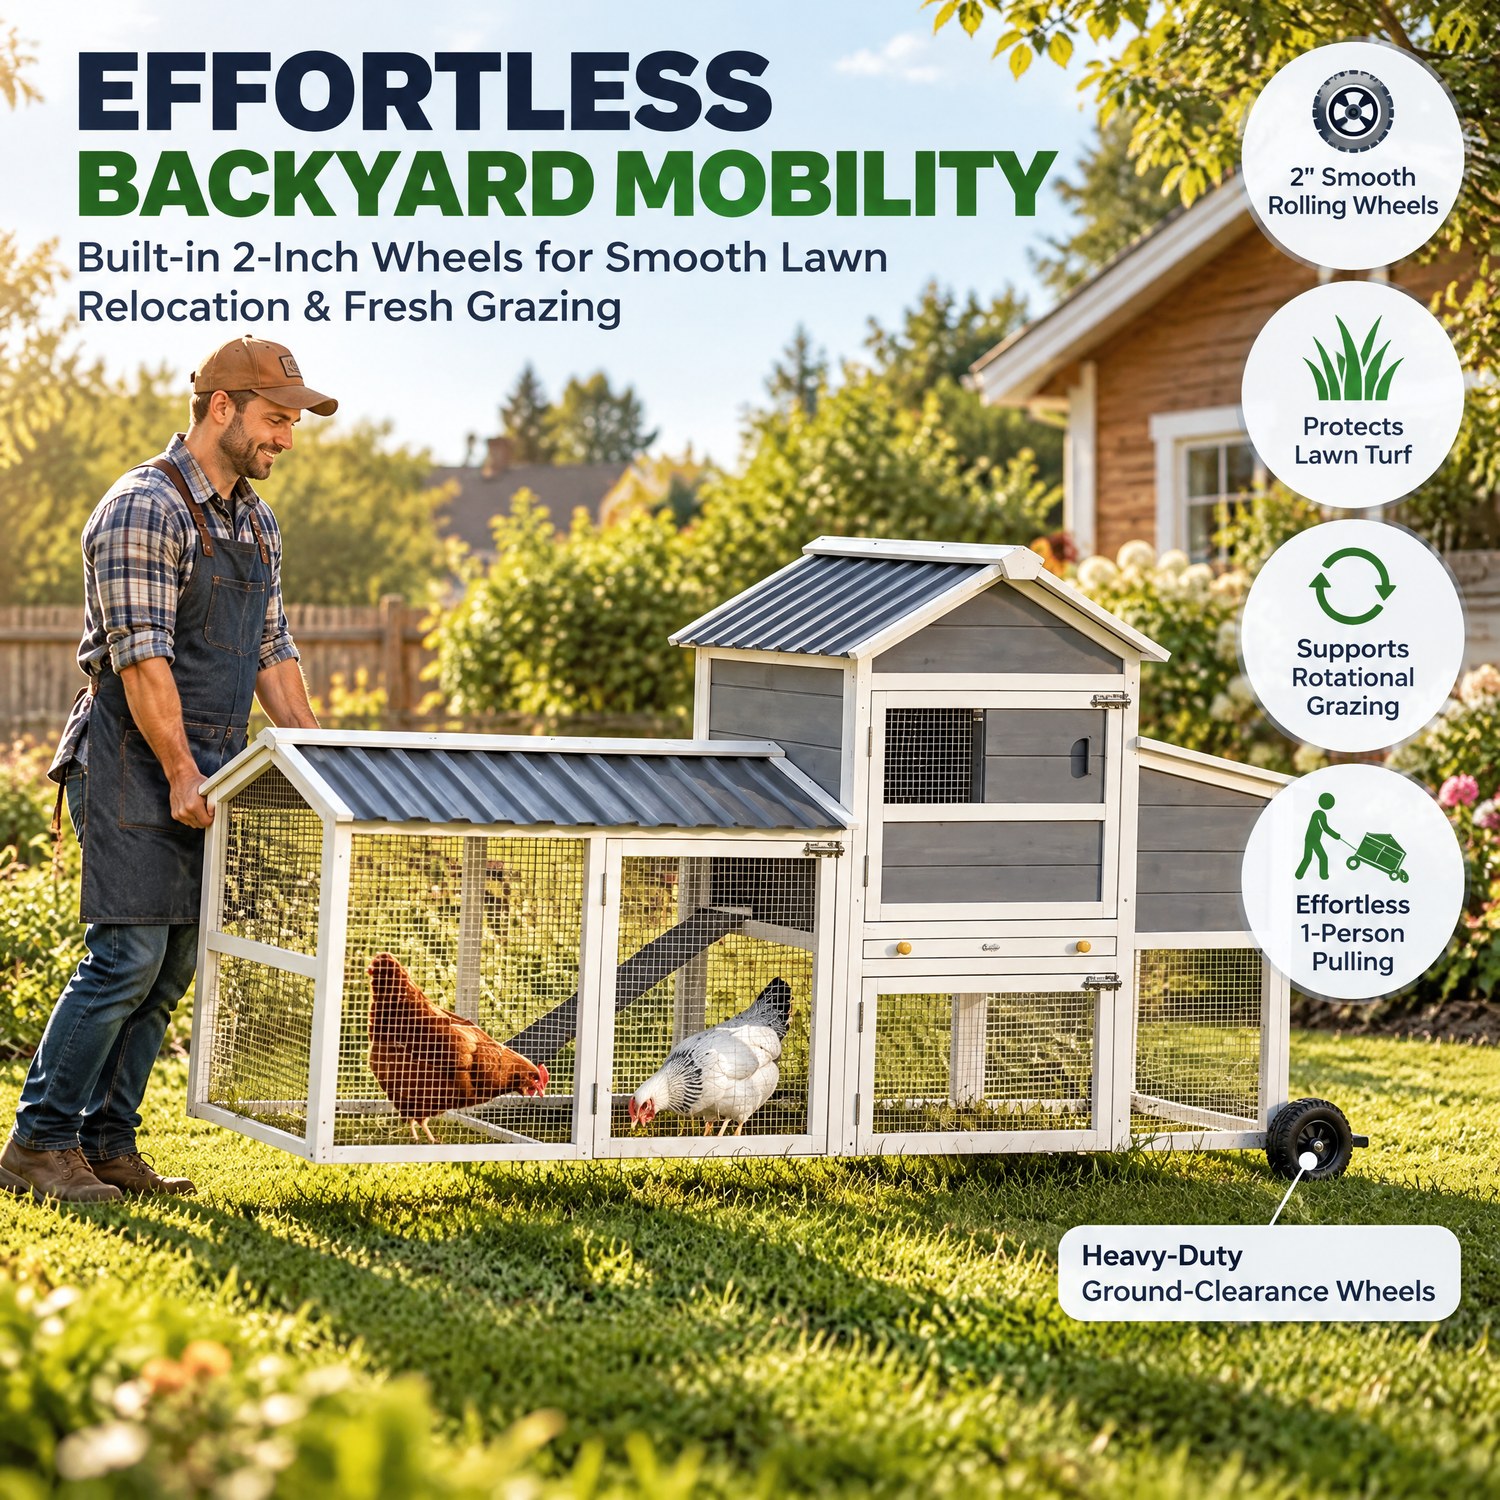 EFFORTLESS
BACKYARD MOBILITY
Built-in 2-Inch Wheels for Smooth Lawn
Relocation & Fresh Grazing
2" Smooth
Rolling Wheels
Protects
Lawn Turf
Supports
Rotational
Grazing
Effortless
1-Person
Pulling
Heavy-Duty
Ground-Clearance Wheels